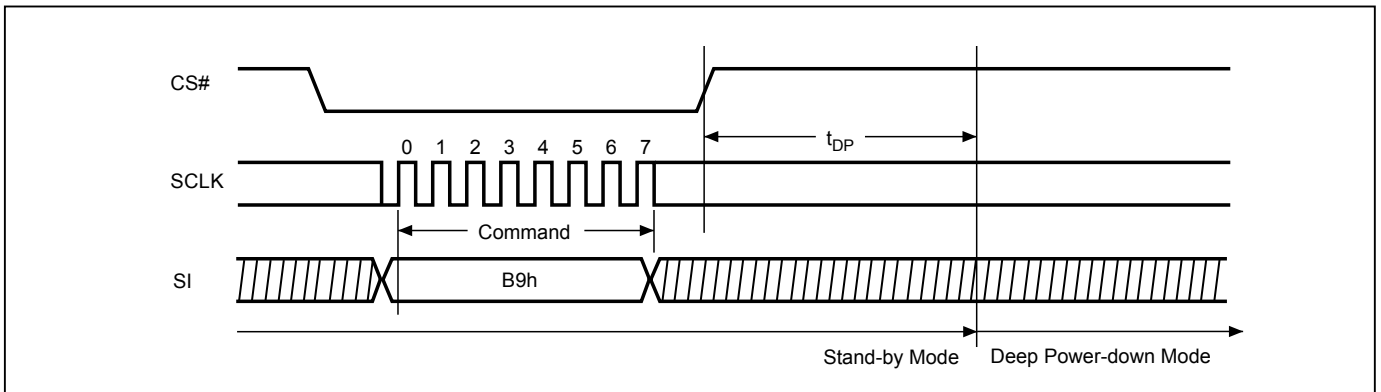 CS#
t_DP
0 1 2 3 4 5 6 7
SCLK
Command
SI
B9h
Stand-by Mode
Deep Power-down Mode